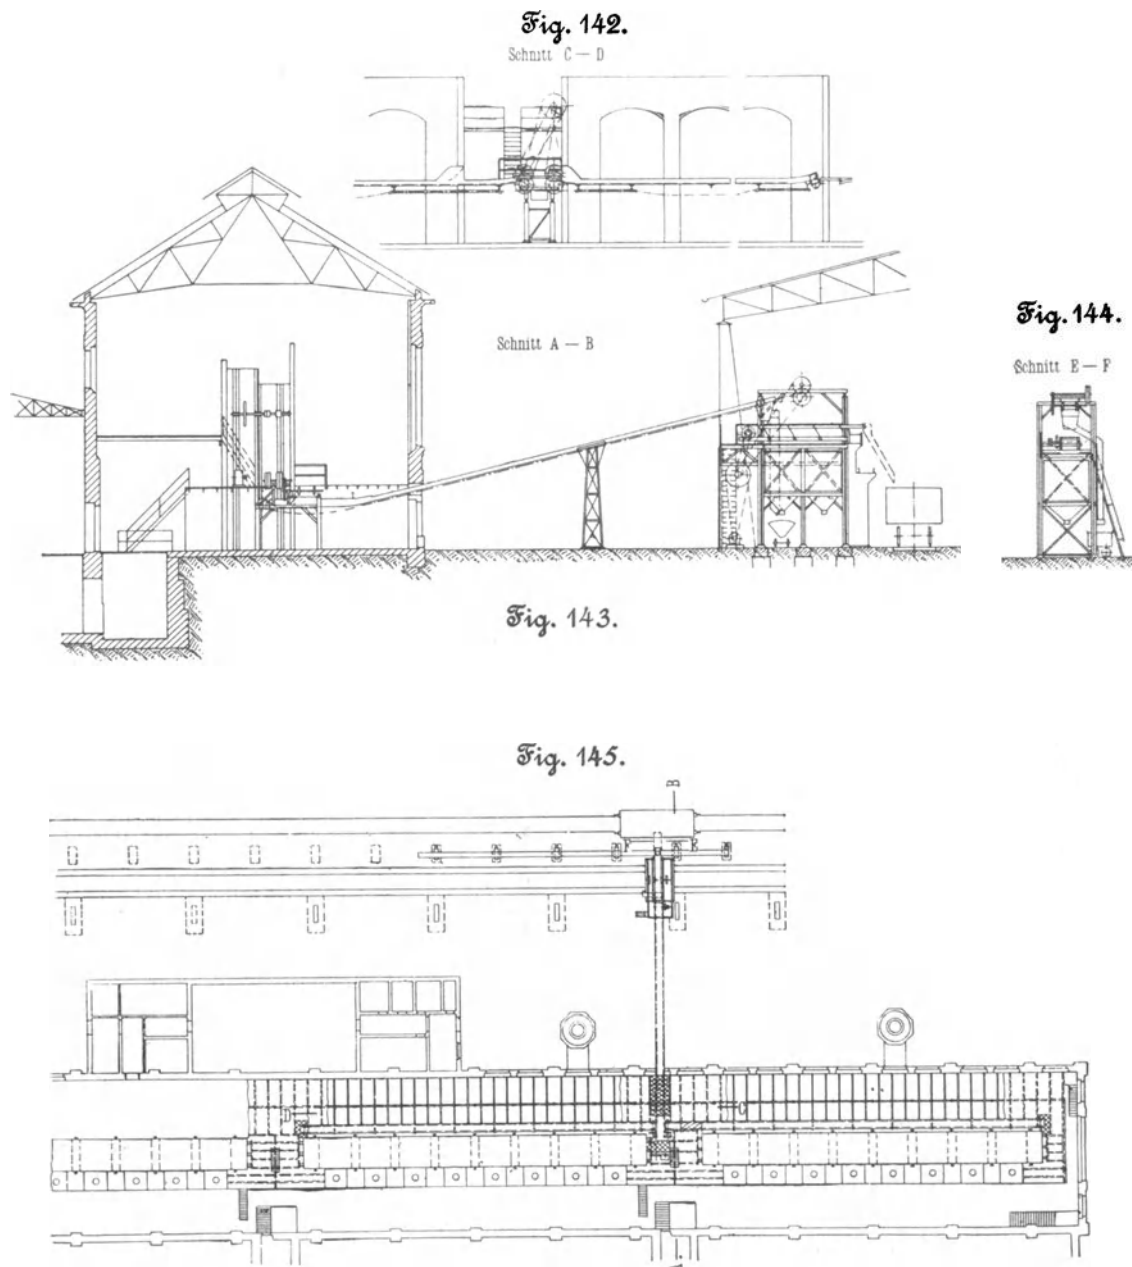 Fig. 142.
Schnitt C — D
Schnitt A — B
Fig. 144.
Schnitt E — F
Fig. 143.
Fig. 145.
B